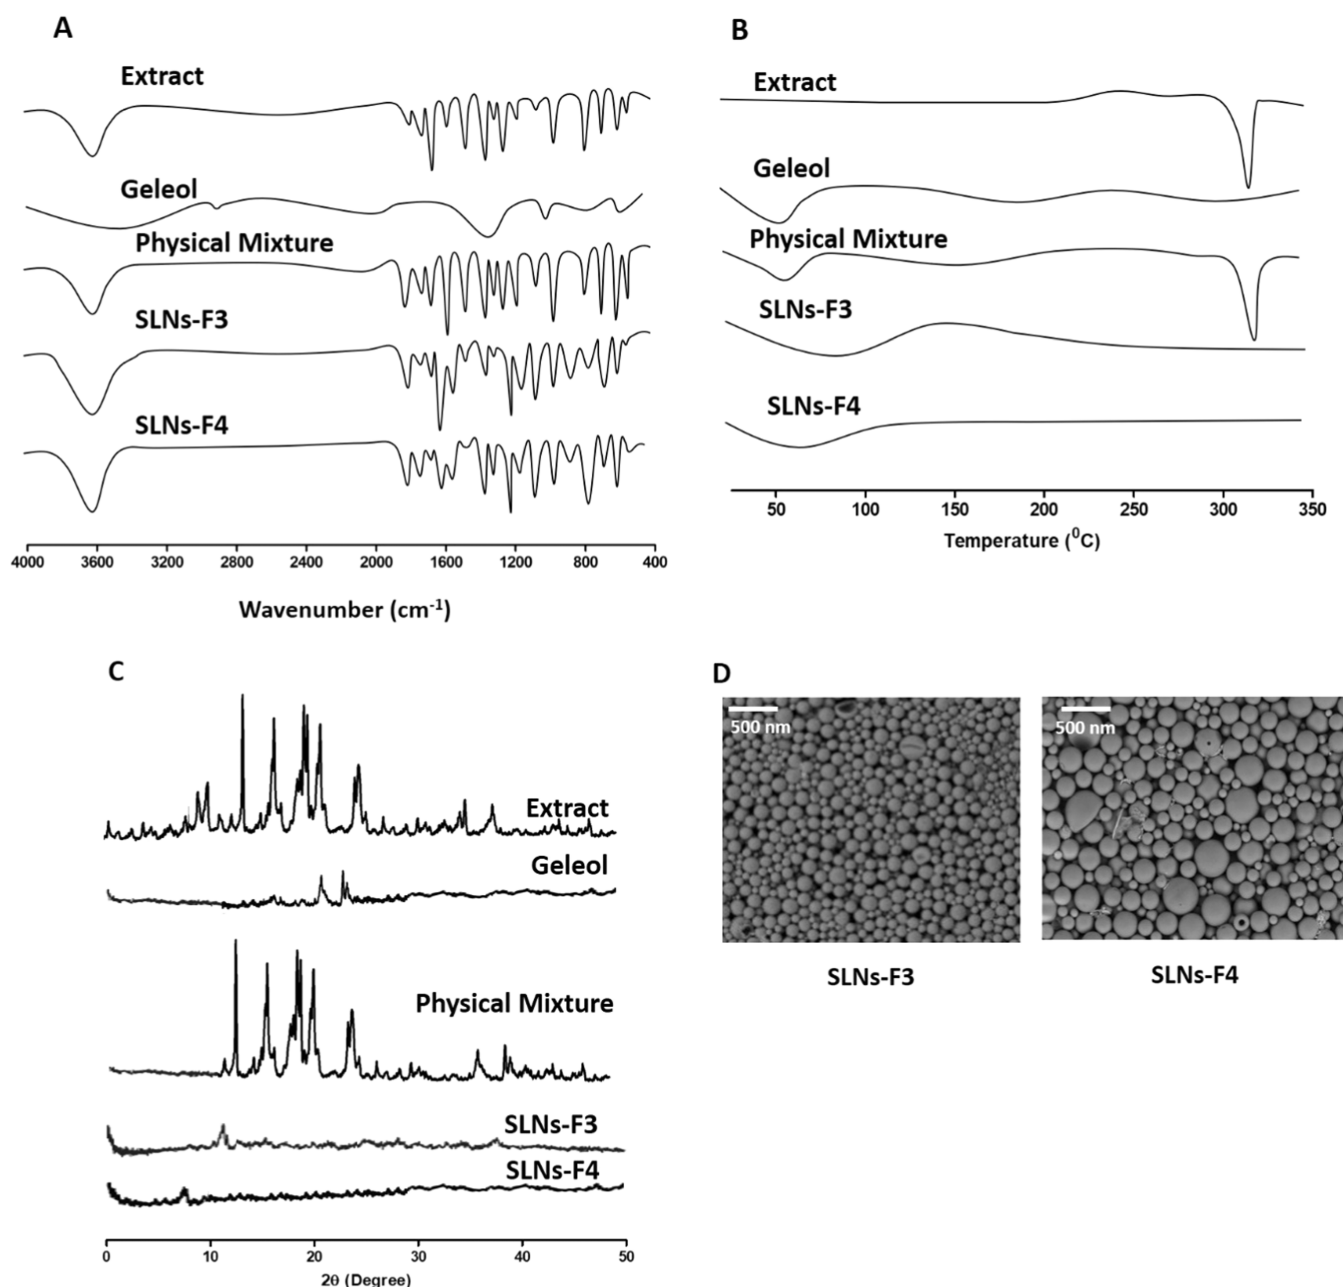 A
Extract
Geleol
Physical Mixture
SLNs-F3
SLNs-F4
4000 3600 2800 2400 2000 1600 1200 800 400
Wavenumber (cm-1)
B
Extract
Geleol
Physical Mixture
SLNs-F3
SLNs-F4
50 100 150 200 250 300 350
Temperature (0C)
C
Extract
Geleol
Physical Mixture
SLNs-F3
SLNs-F4
0 10 20 30 40 50
2θ (Degree)
D
500 nm
500 nm
SLNs-F3
SLNs-F4